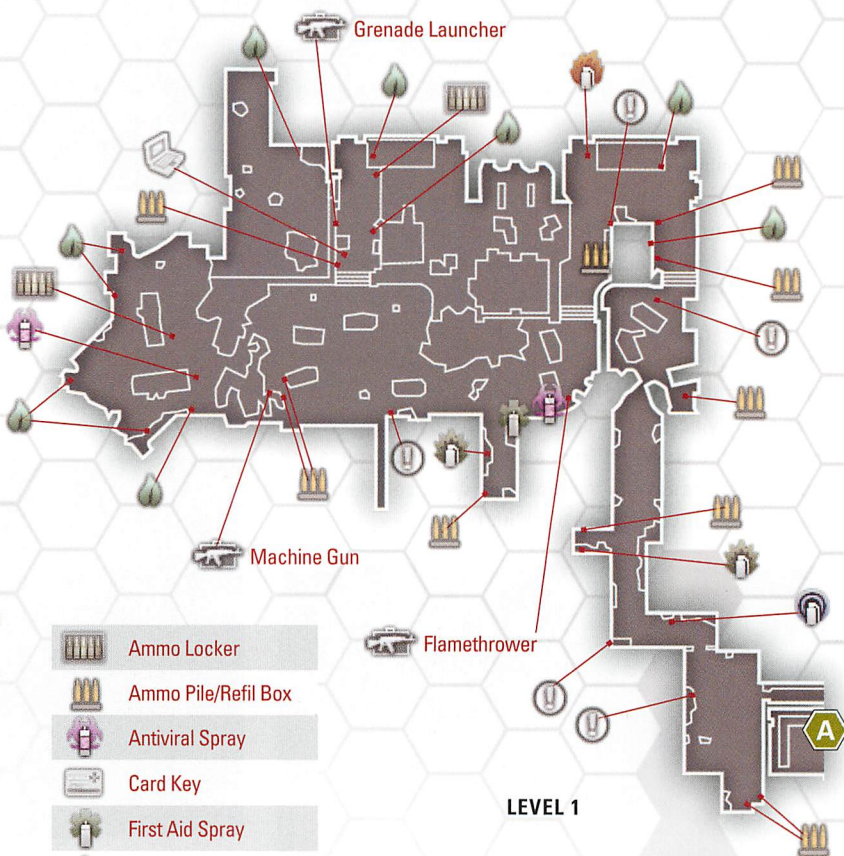 Grenade Launcher
Machine Gun
Flamethrower
Ammo Locker
Ammo Pile/Refil Box
Antiviral Spray
Card Key
First Aid Spray
A
LEVEL 1